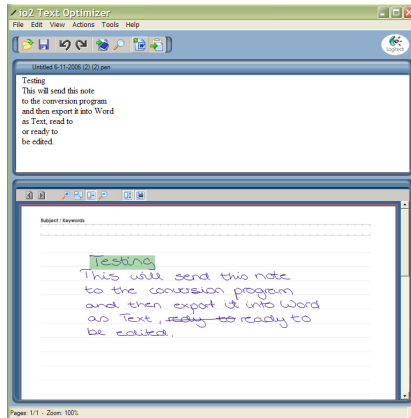 io2 Text Optimizer
File Edit View Actions Tools Help
Logitech
Untitled 6-11-2006 (2) (2).pen
Testing
This will send this note
to the conversion program
and then export it into Word
as Text, read to
or ready to
be edited.
Subject / Keywords
Testing
This will send this note
to the conversion program
and then export it into Word
as Text, redy to ready to
be edited.
Pages: 1/1 - Zoom: 100%